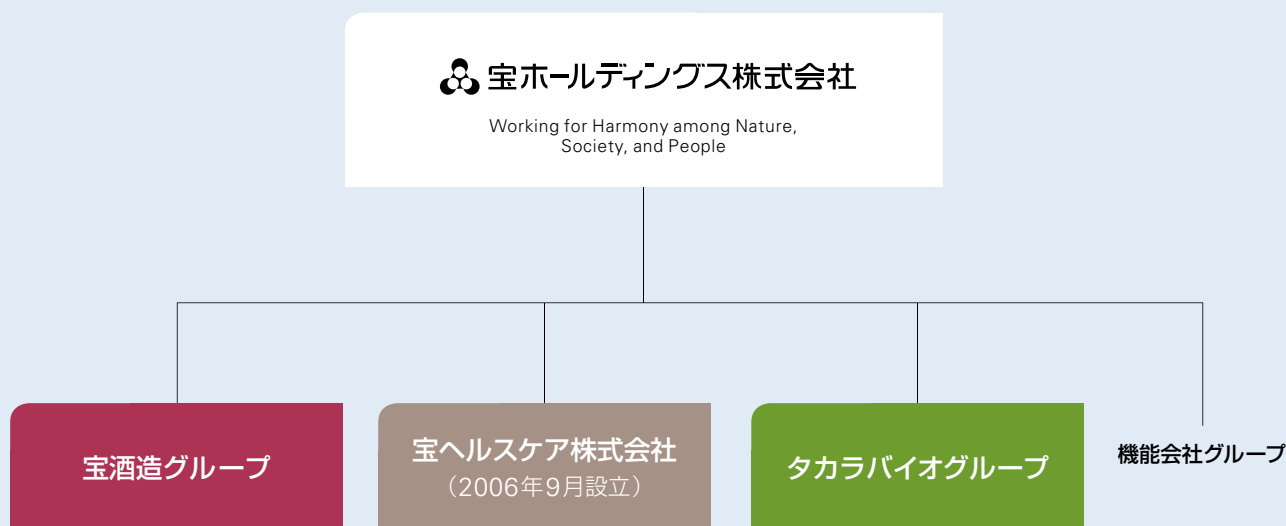 宝ホールディングス株式会社
Working for Harmony among Nature,
Society, and People
宝酒造グループ
宝ヘルスケア株式会社
（2006年9月設立）
タカラバイオグループ
機能会社グループ